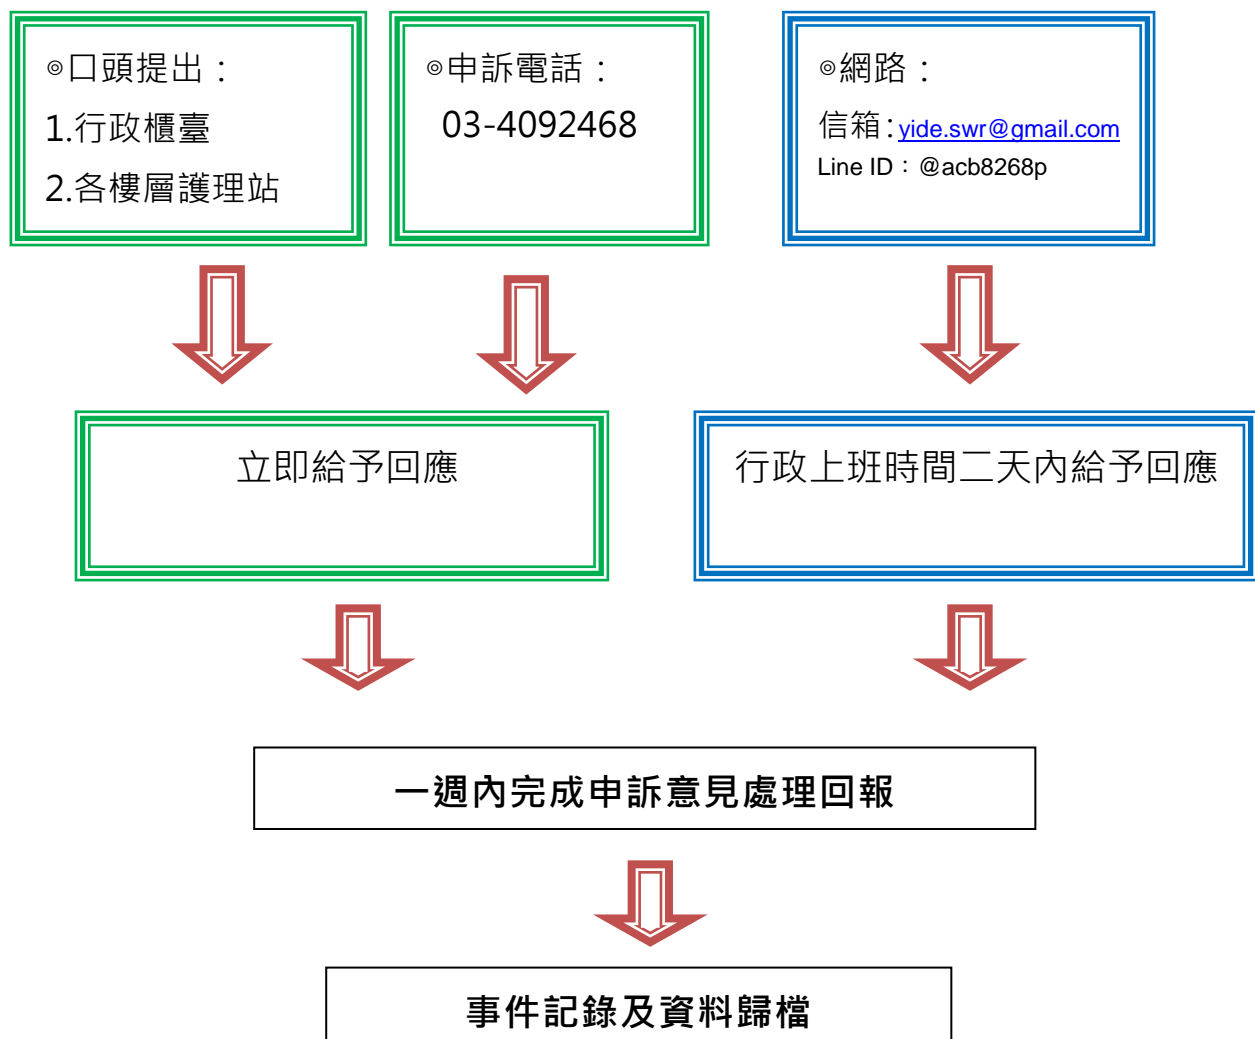 ◎口頭提出：
1.行政櫃臺
2.各樓層護理站
◎申訴電話：
03-4092468
◎網路：
信箱:yide.swr@gmail.com
Line ID：@acb8268p
立即給予回應
行政上班時間二天內給予回應
一週內完成申訴意見處理回報
事件記錄及資料歸檔